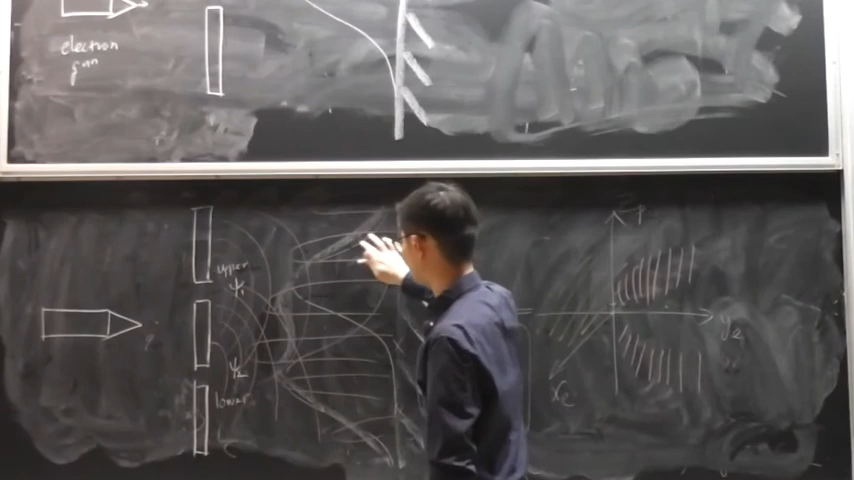 electron
gun
upper
ψ₁
ψ₂
lower
y₂
x₂